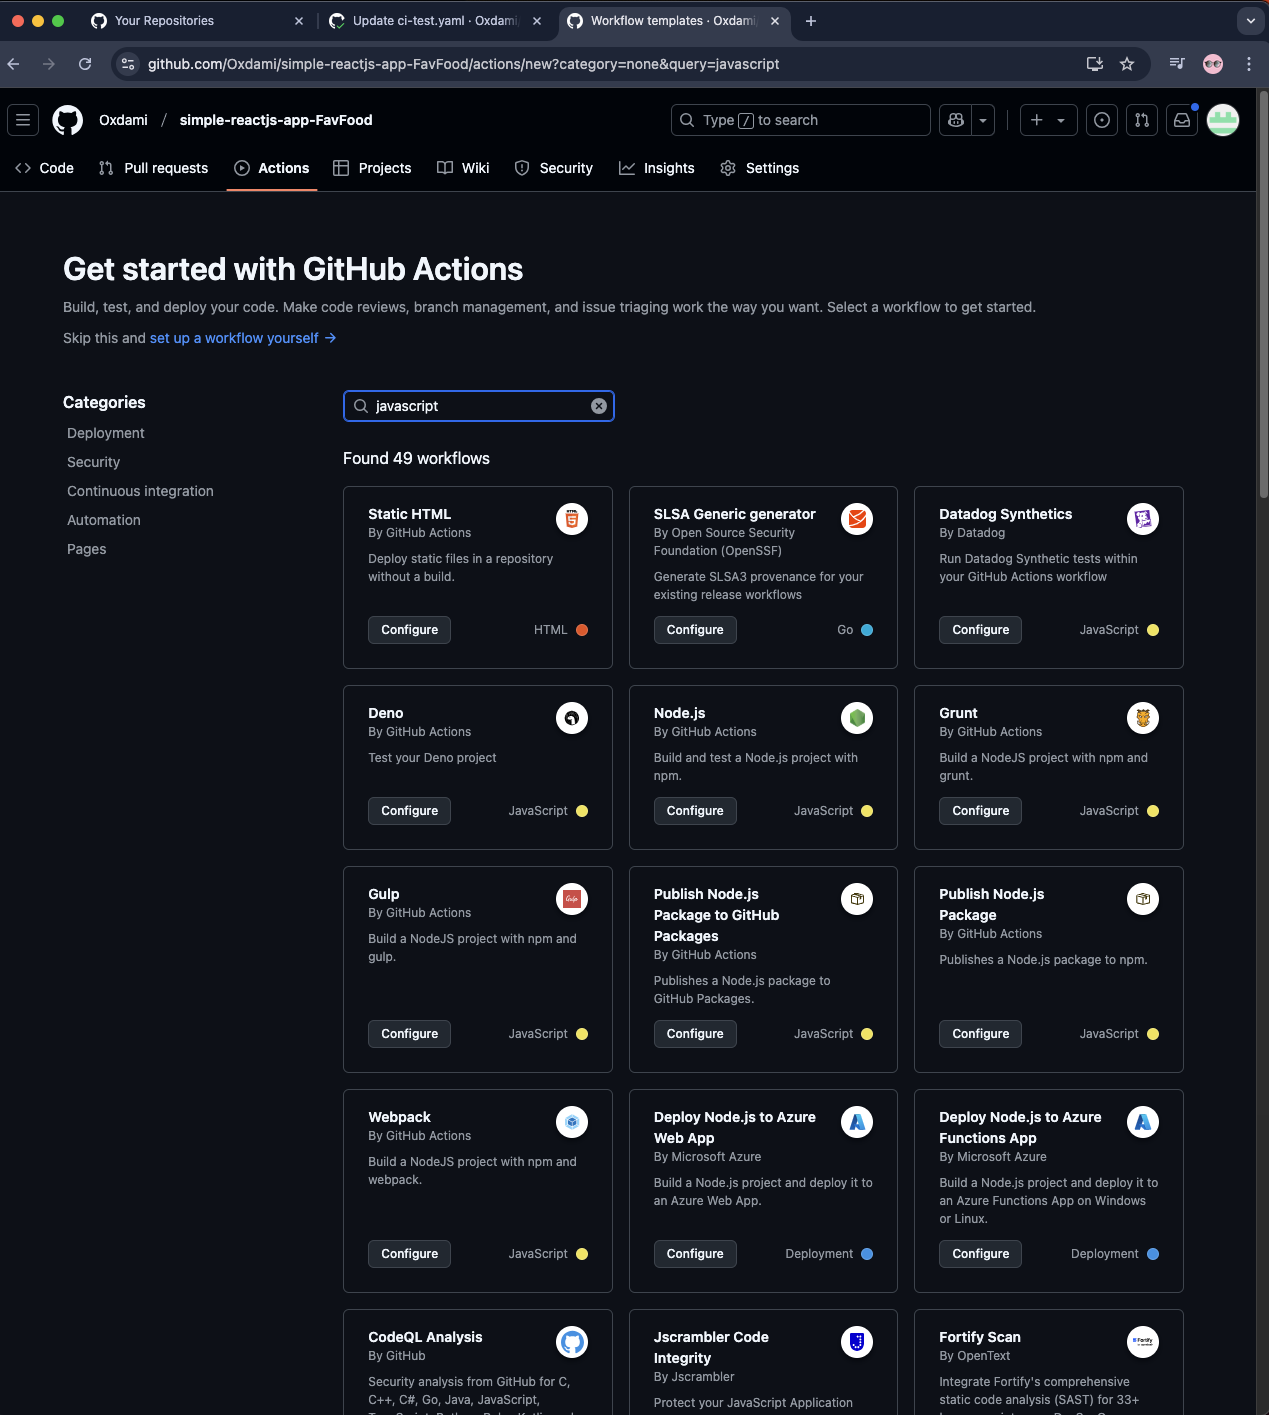 Your Repositories
Update ci-test.yaml · Oxdami
Workflow templates · Oxdami
github.com/Oxdami/simple-reactjs-app-FavFood/actions/new?category=none&query=javascript
Oxdami / simple-reactjs-app-FavFood
Type / to search
Code
Pull requests
Actions
Projects
Wiki
Security
Insights
Settings
Get started with GitHub Actions
Build, test, and deploy your code. Make code reviews, branch management, and issue triaging work the way you want. Select a workflow to get started.
Skip this and set up a workflow yourself →
Categories
Deployment
Security
Continuous integration
Automation
Pages
javascript
Found 49 workflows
Static HTML
By GitHub Actions
Deploy static files in a repository
without a build.
Configure
HTML
SLSA Generic generator
By Open Source Security
Foundation (OpenSSF)
Generate SLSA3 provenance for your
existing release workflows
Configure
Go
Datadog Synthetics
By Datadog
Run Datadog Synthetic tests within
your GitHub Actions workflow
Configure
JavaScript
Deno
By GitHub Actions
Test your Deno project
Configure
JavaScript
Node.js
By GitHub Actions
Build and test a Node.js project with
npm.
Configure
JavaScript
Grunt
By GitHub Actions
Build a NodeJS project with npm and
grunt.
Configure
JavaScript
Gulp
By GitHub Actions
Build a NodeJS project with npm and
gulp.
Configure
JavaScript
Publish Node.js
Package to GitHub
Packages
By GitHub Actions
Publishes a Node.js package to
GitHub Packages.
Configure
JavaScript
Publish Node.js
Package
By GitHub Actions
Publishes a Node.js package to npm.
Configure
JavaScript
Webpack
By GitHub Actions
Build a NodeJS project with npm and
webpack.
Configure
JavaScript
Deploy Node.js to Azure
Web App
By Microsoft Azure
Build a Node.js project and deploy it to
an Azure Web App.
Configure
Deployment
Deploy Node.js to Azure
Functions App
By Microsoft Azure
Build a Node.js project and deploy it to
an Azure Functions App on Windows
or Linux.
Configure
Deployment
CodeQL Analysis
By GitHub
Security analysis from GitHub for C,
C++, C#, Go, Java, JavaScript,
Jscrambler Code
Integrity
By Jscrambler
Protect your JavaScript Application
Fortify Scan
By OpenText
Integrate Fortify's comprehensive
static code analysis (SAST) for 33+